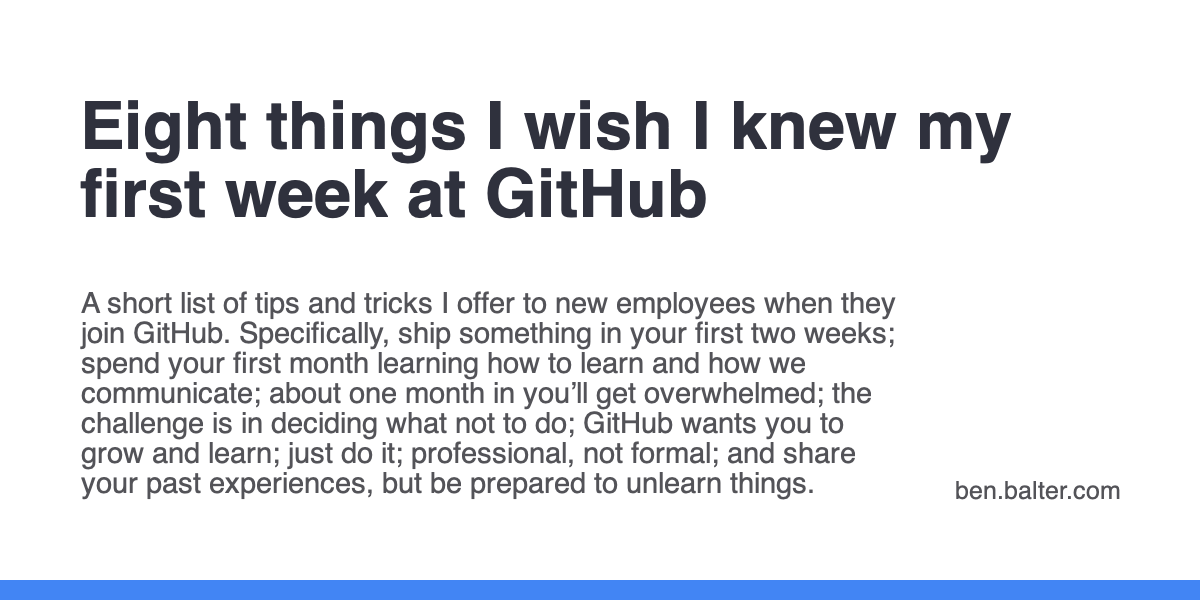 Eight things I wish I knew my
first week at GitHub
A short list of tips and tricks I offer to new employees when they
join GitHub. Specifically, ship something in your first two weeks;
spend your first month learning how to learn and how we
communicate; about one month in you’ll get overwhelmed; the
challenge is in deciding what not to do; GitHub wants you to
grow and learn; just do it; professional, not formal; and share
your past experiences, but be prepared to unlearn things.
ben.balter.com